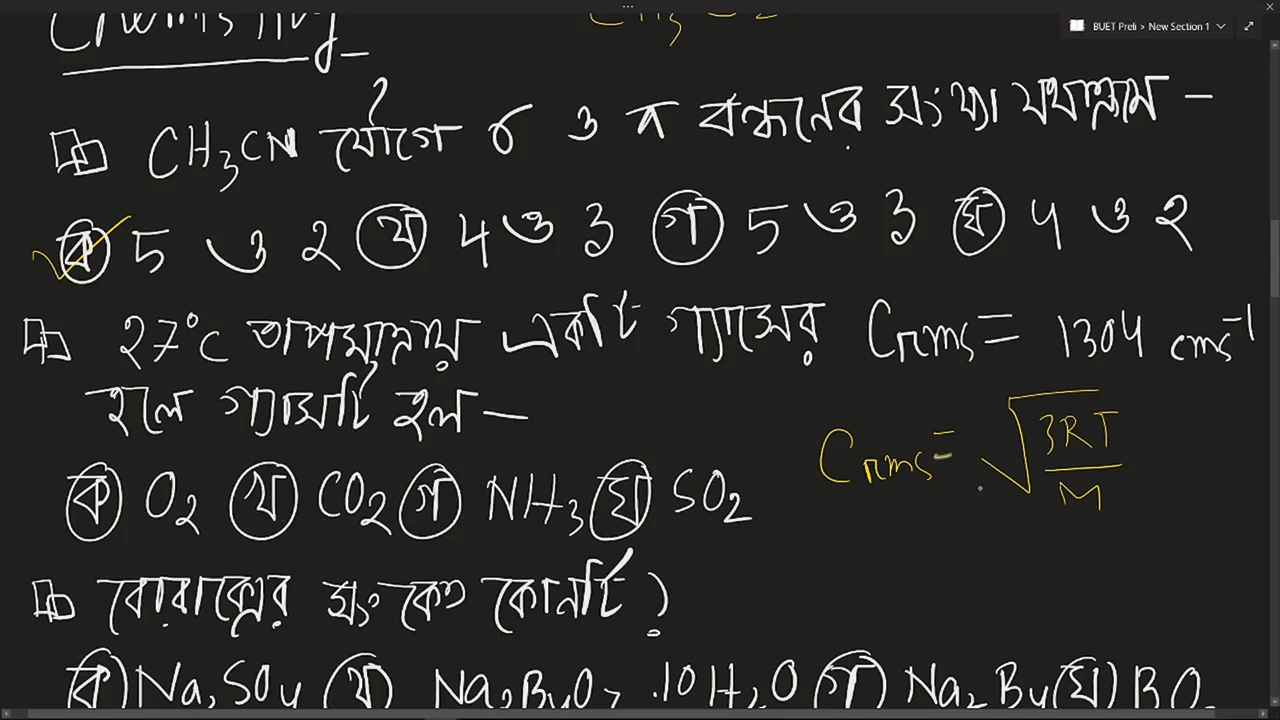 BUET Preli > New Section 1
Chemistry
CH₃CN যৌগে σ ও π বন্ধনের সংখ্যা যথাক্রমে –
ক 5 ও 2 খ 4 ও 3 গ 5 ও 3 ঘ 4 ও 2
27°C তাপমাত্রায় একটি গ্যাসের Crms = 1304 cms⁻¹
হলে গ্যাসটি হল –
Crms = √(3RT/M)
ক O₂ খ CO₂ গ NH₃ ঘ SO₂
বোরাক্সের সংকেত কোনটি?
ক Na₂SO₄ খ Na₂B₄O₇ .10H₂O গ Na₂B₄ ঘ BO